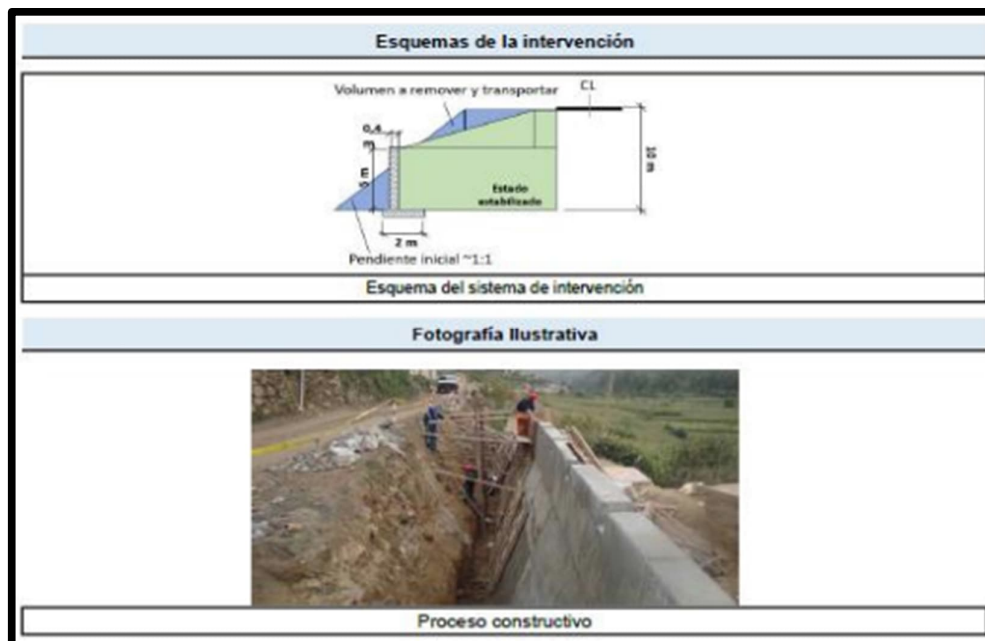 Esquemas de la intervención
Volumen a remover y transportar
CL
0,4
m
5 m
10 m
Estado
estabilizado
2 m
Pendiente inicial ~1:1
Esquema del sistema de intervención
Fotografía Ilustrativa
Proceso constructivo